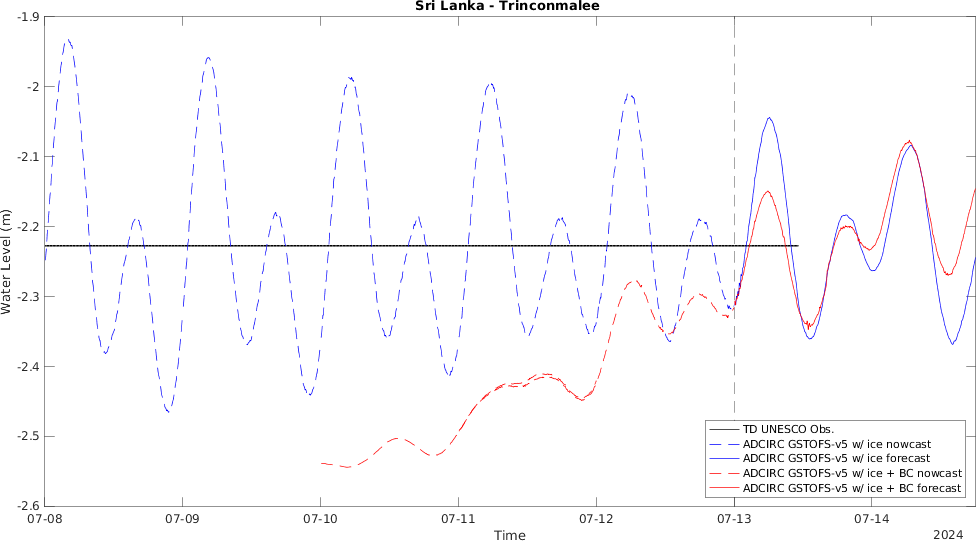 Sri Lanka - Trinconmalee
-1.9
-2
-2.1
-2.2
-2.3
-2.4
-2.5
-2.6
Water Level (m)
07-08 07-09 07-10 07-11 07-12 07-13 07-14
Time
2024
TD UNESCO Obs.
ADCIRC GSTOFS-v5 w/ ice nowcast
ADCIRC GSTOFS-v5 w/ ice forecast
ADCIRC GSTOFS-v5 w/ ice + BC nowcast
ADCIRC GSTOFS-v5 w/ ice + BC forecast